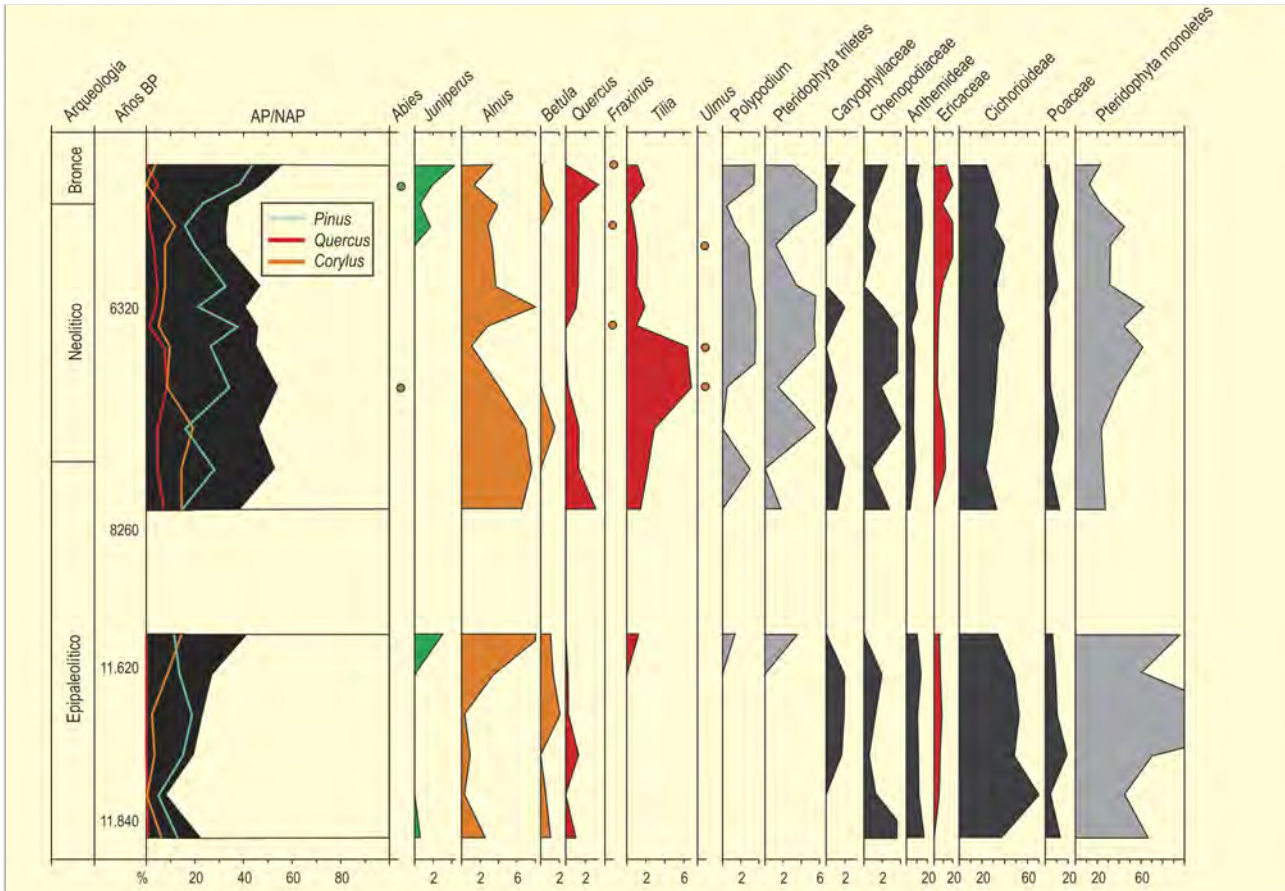 Arqueologia
Años BP
AP/NAP
Abies
Juniperus
Alnus
Betula
Quercus
Fraxinus
Tilia
Ulmus
Polypodium
Pteridophyta triletes
Caryophyllaceae
Chenopodiaceae
Anthemideae
Ericaceae
Cichorioideae
Poaceae
Pteridophyta monoletes
Bronce
Neolítico
Epipaleolítico
Pinus
Quercus
Corylus
6320
8260
11.620
11.840
% 20 40 60 80 2 2 6 2 2 2 6 2 2 6 2 2 20 20 20 60 20 20 60